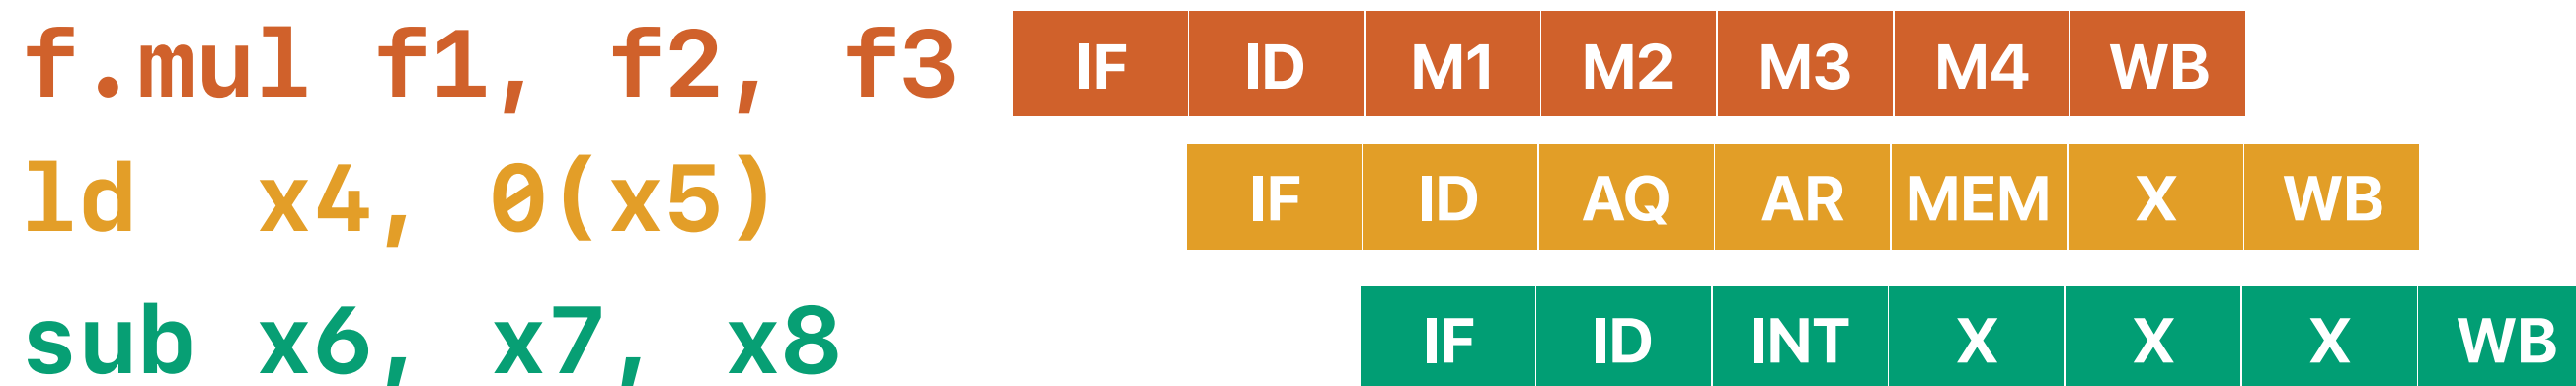 f.mul f1, f2, f3 IF ID M1 M2 M3 M4 WB
ld x4, 0(x5) IF ID AQ AR MEM X WB
sub x6, x7, x8 IF ID INT X X X WB